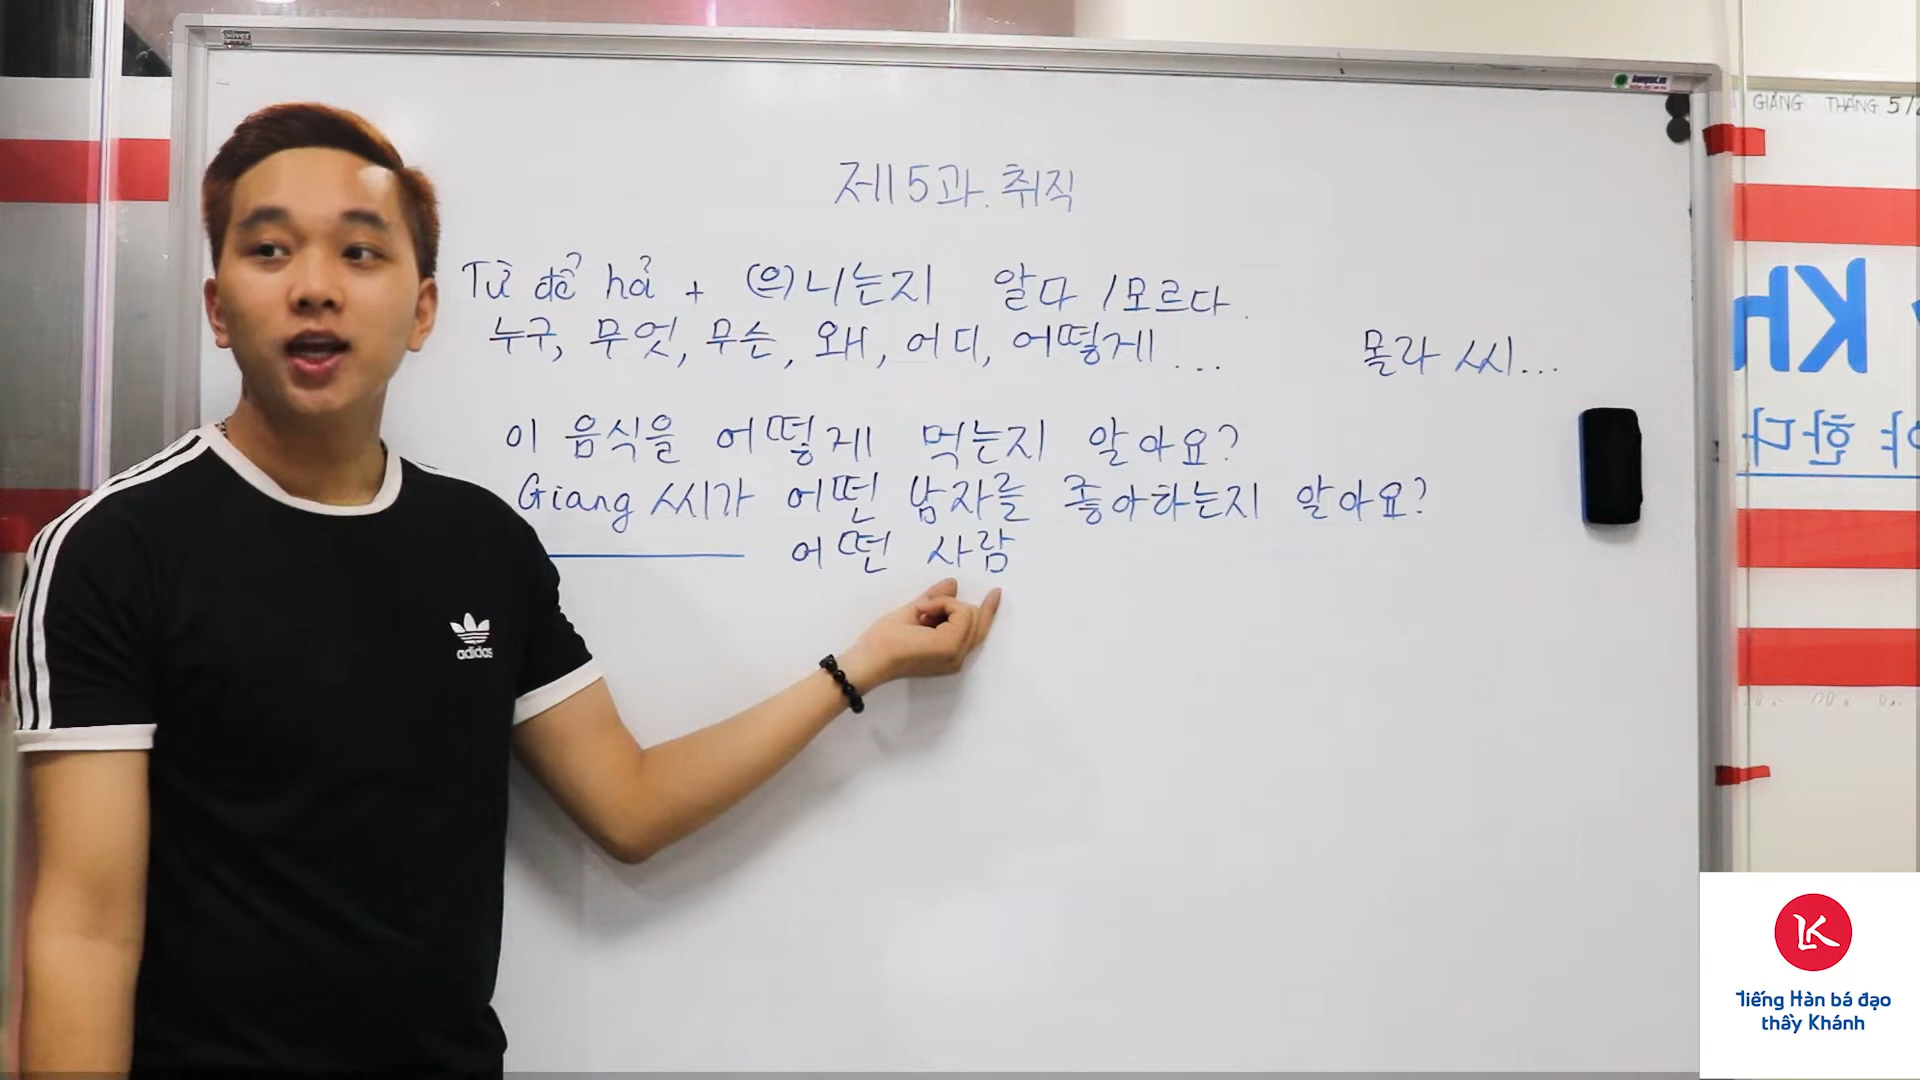 제5과. 취직
Từ để hỏ + (으)ㄴ/는지 알다 / 모르다.
누구, 무엇, 무슨, 왜, 어디, 어떻게 ...
몰라 씨...
이 음식을 어떻게 먹는지 알아요?
Giang 씨가 어떤 남자를 좋아하는지 알아요?
어떤 사람
adidas
GIẢNG THÁNG 5/2
Tiếng Hàn bá đạo
thầy Khánh